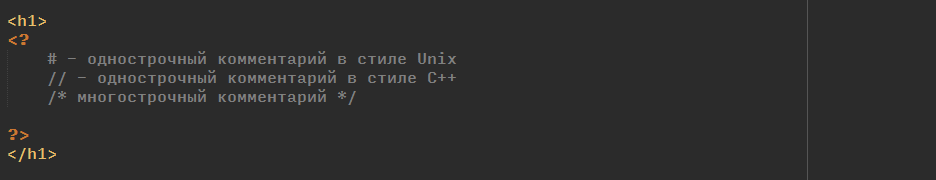 <h1>
<?
# - однострочный комментарий в стиле Unix
// - однострочный комментарий в стиле C++
/* многострочный комментарий */
?>
</h1>